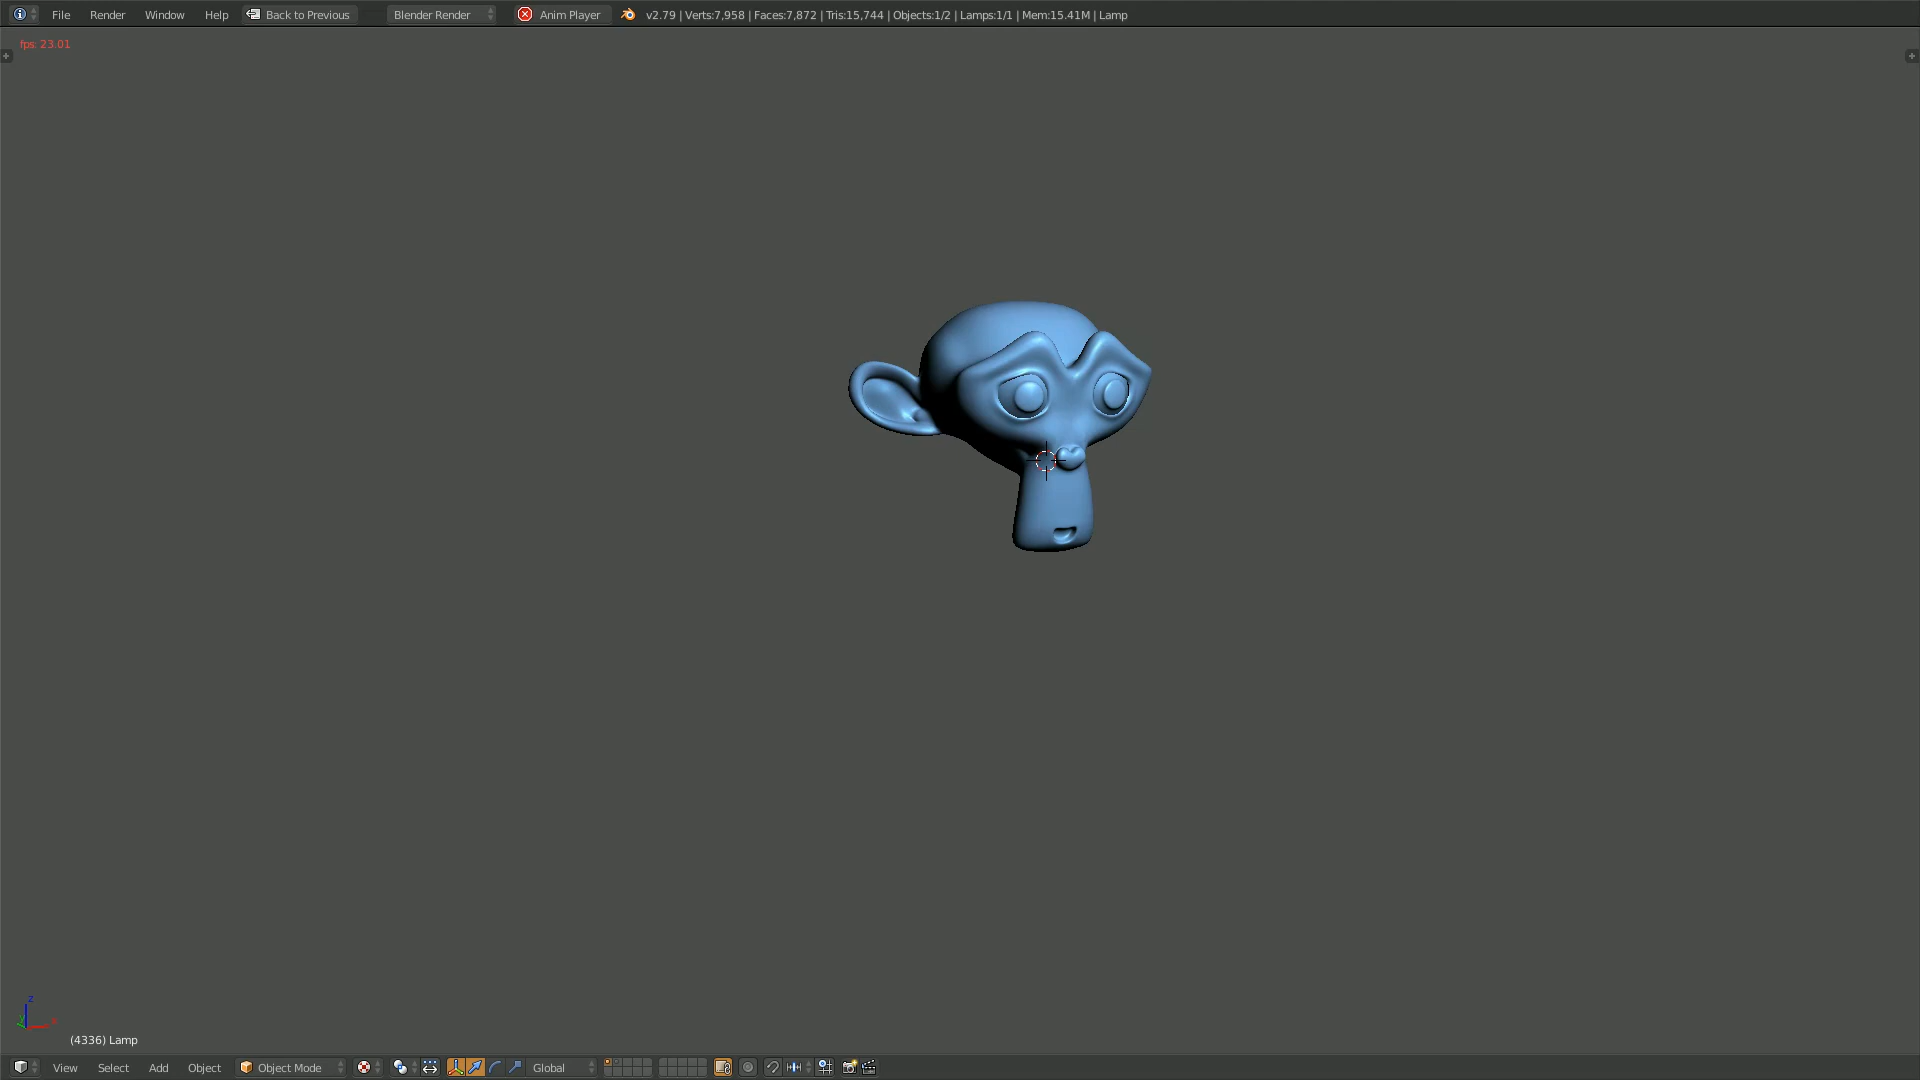 File Render Window Help Back to Previous Blender Render Anim Player v2.79 | Verts:7,958 | Faces:7,872 | Tris:15,744 | Objects:1/2 | Lamps:1/1 | Mem:15.41M | Lamp
fps: 23.01
z
y x
(4336) Lamp
View Select Add Object Object Mode Global